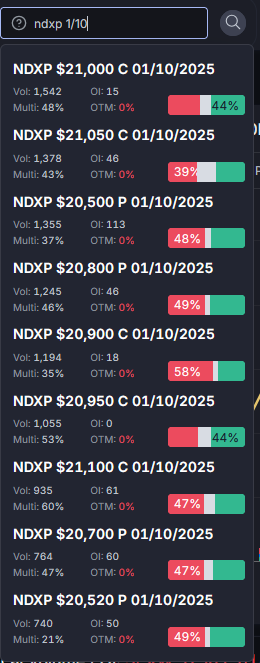 ndxp 1/10
NDXP $21,000 C 01/10/2025
Vol: 1,542 OI: 15
Multi: 48% OTM: 0% 44%
NDXP $21,050 C 01/10/2025
Vol: 1,378 OI: 46
Multi: 43% OTM: 0% 39%
NDXP $20,500 P 01/10/2025
Vol: 1,355 OI: 113
Multi: 37% OTM: 0% 48%
NDXP $20,800 P 01/10/2025
Vol: 1,245 OI: 46
Multi: 46% OTM: 0% 49%
NDXP $20,900 C 01/10/2025
Vol: 1,194 OI: 18
Multi: 35% OTM: 0% 58%
NDXP $20,950 C 01/10/2025
Vol: 1,055 OI: 0
Multi: 53% OTM: 0% 44%
NDXP $21,100 C 01/10/2025
Vol: 935 OI: 61
Multi: 60% OTM: 0% 47%
NDXP $20,700 P 01/10/2025
Vol: 764 OI: 60
Multi: 47% OTM: 0% 47%
NDXP $20,520 P 01/10/2025
Vol: 740 OI: 50
Multi: 21% OTM: 0% 49%